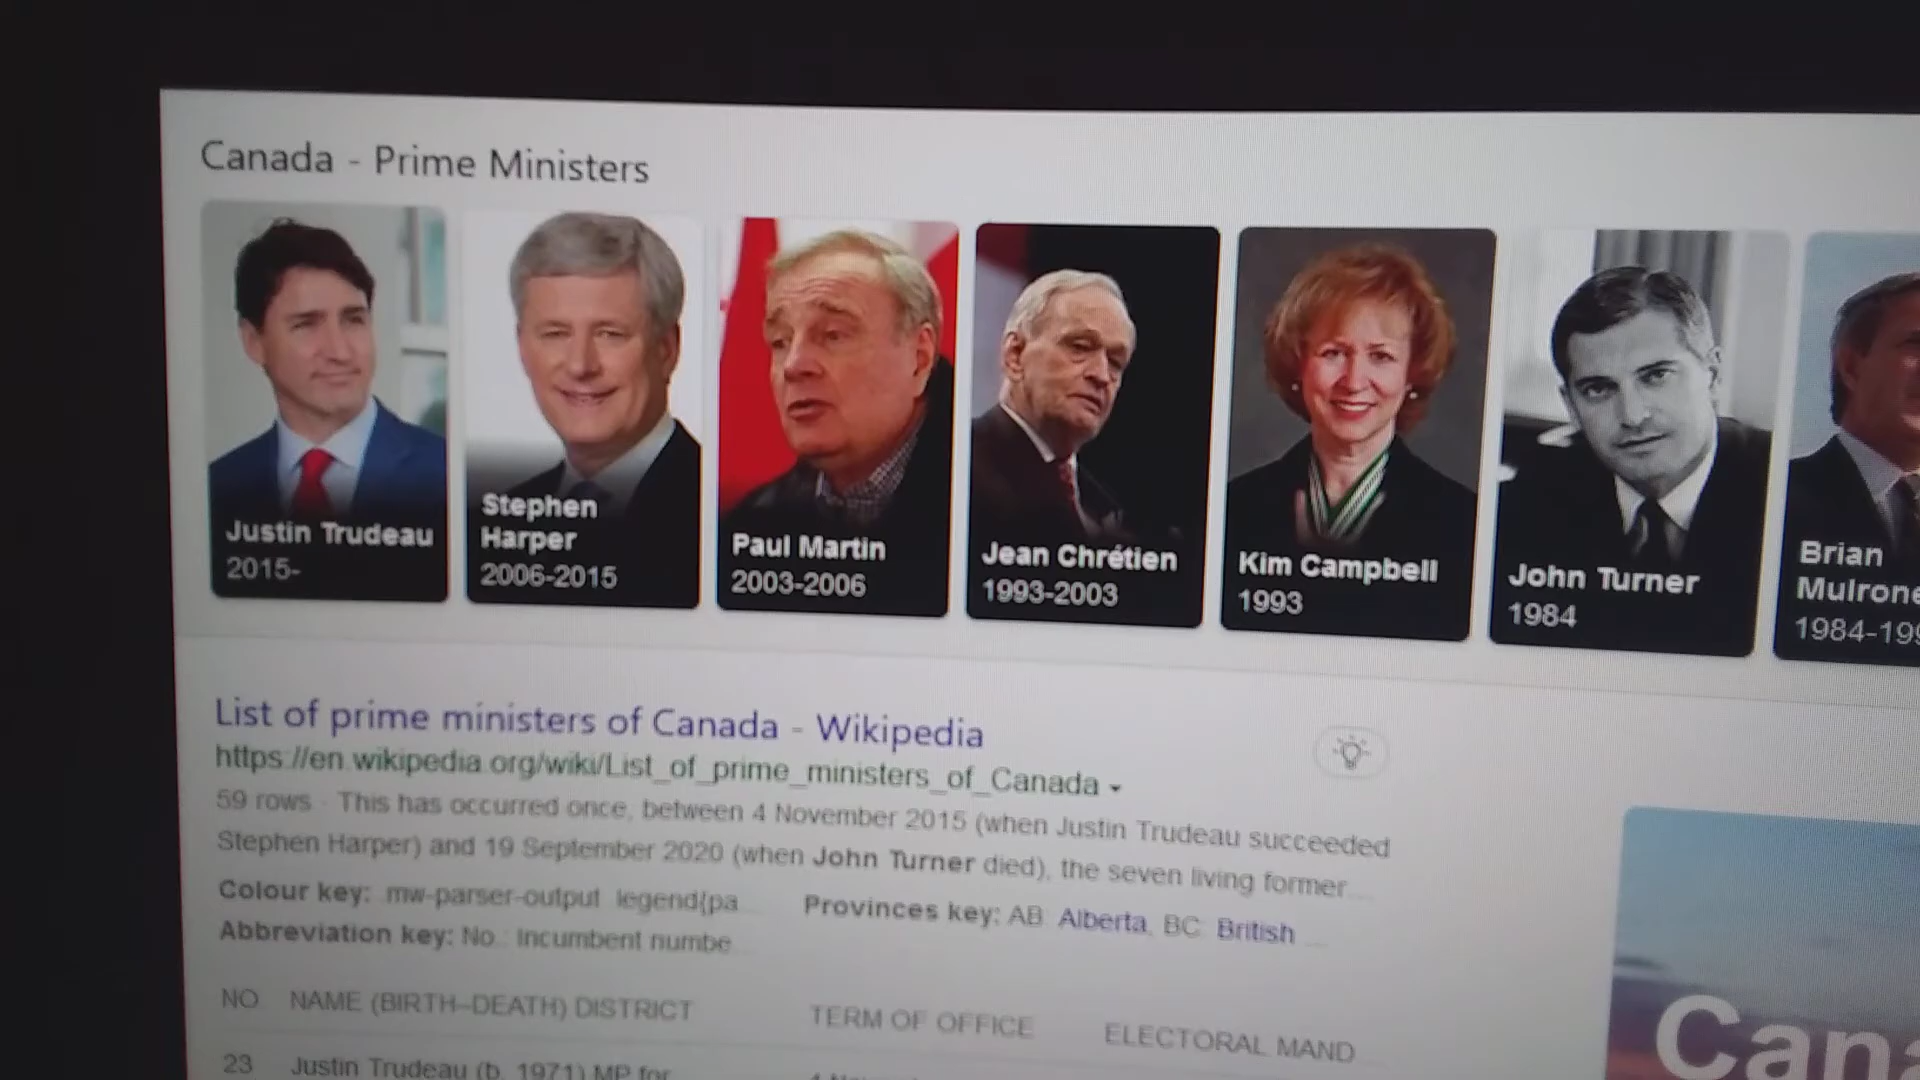 Canada - Prime Ministers
Justin Trudeau
2015-
Stephen
Harper
2006-2015
Paul Martin
2003-2006
Jean Chrétien
1993-2003
Kim Campbell
1993
John Turner
1984
Brian
Mulrone
1984-199
List of prime ministers of Canada - Wikipedia
https://en.wikipedia.org/wiki/List_of_prime_ministers_of_Canada
59 rows · This has occurred once, between 4 November 2015 (when Justin Trudeau succeeded
Stephen Harper) and 19 September 2020 (when John Turner died), the seven living former ...
Colour key: .mw-parser-output .legend{pa ...
Provinces key: AB: Alberta, BC: British ...
Abbreviation key: No.: Incumbent numbe ...
NO NAME (BIRTH–DEATH) DISTRICT TERM OF OFFICE ELECTORAL MAND
23 Justin Trudeau (b. 1971) MP for
Cana